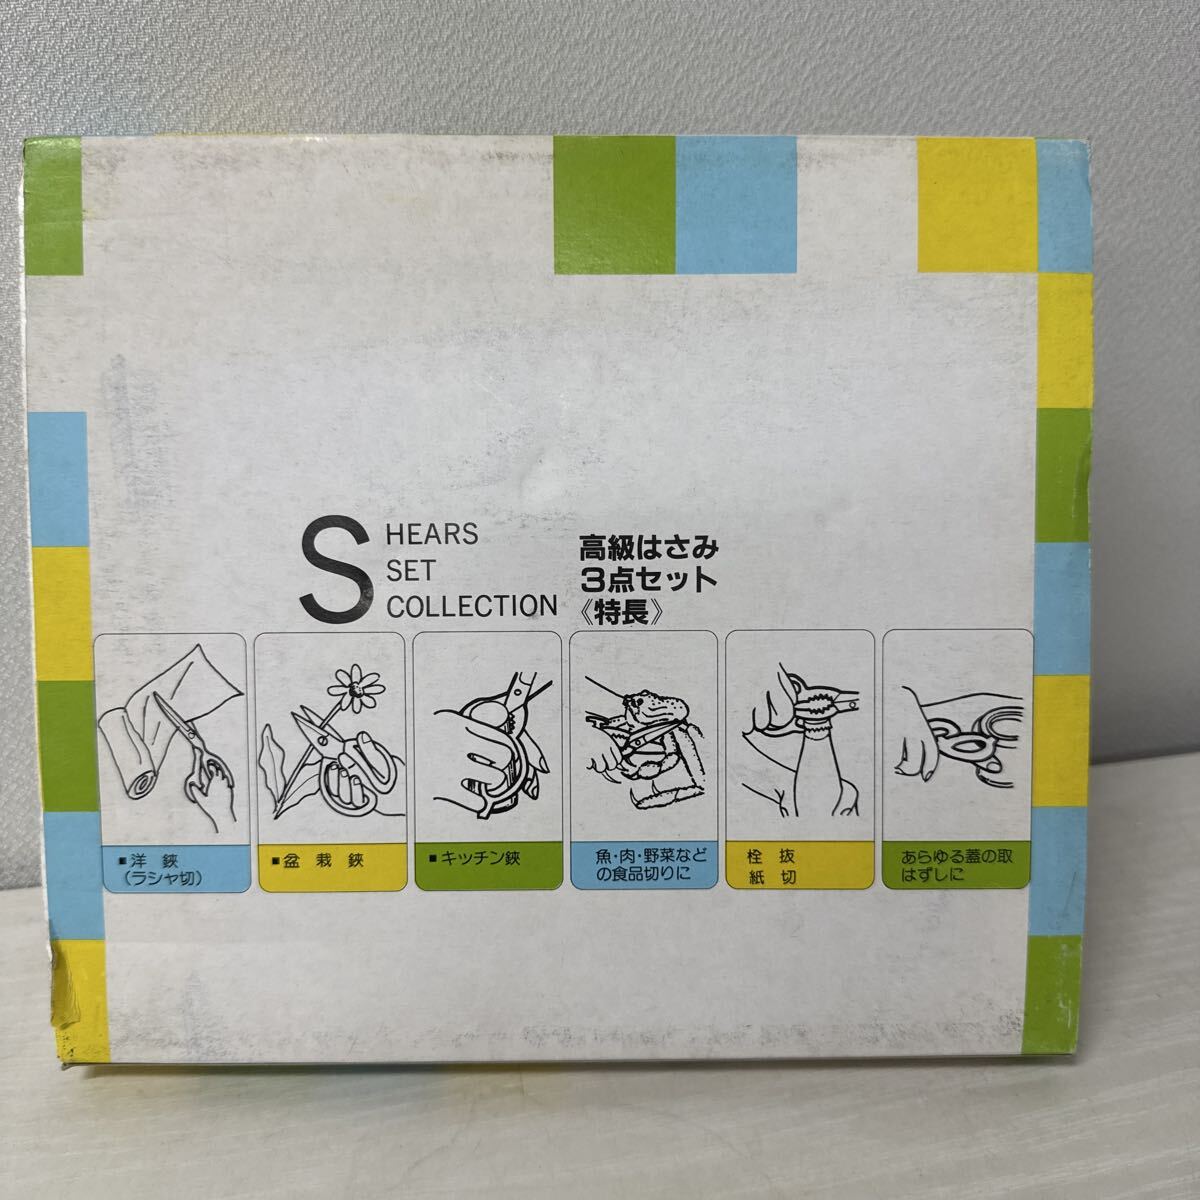 SHEARS
SET
COLLECTION
高級はさみ
3点セット
《特長》
■洋鋏
(ラシャ切)
■盆栽鋏
■キッチン鋏
魚・肉・野菜など
の食品切りに
栓抜
紙切
あらゆる蓋の取
はずしに